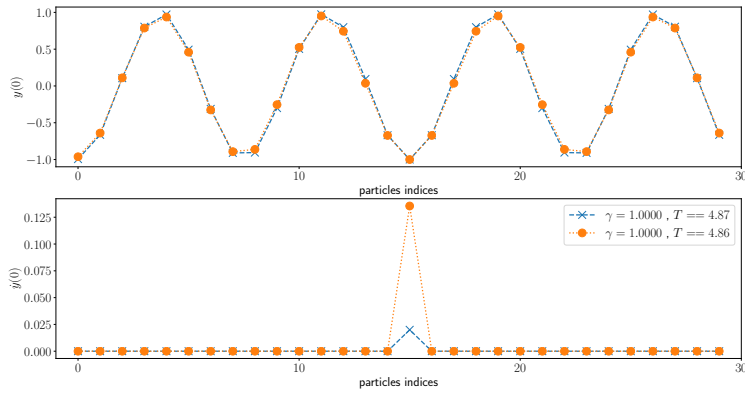 1.0
0.5
0.0
−0.5
−1.0
y(0)
0 10 20 30
particles indices
0.125
0.100
0.075
0.050
0.025
0.000
ẏ(0)
γ = 1.0000 , T == 4.87
γ = 1.0000 , T == 4.86
0 10 20 30
particles indices